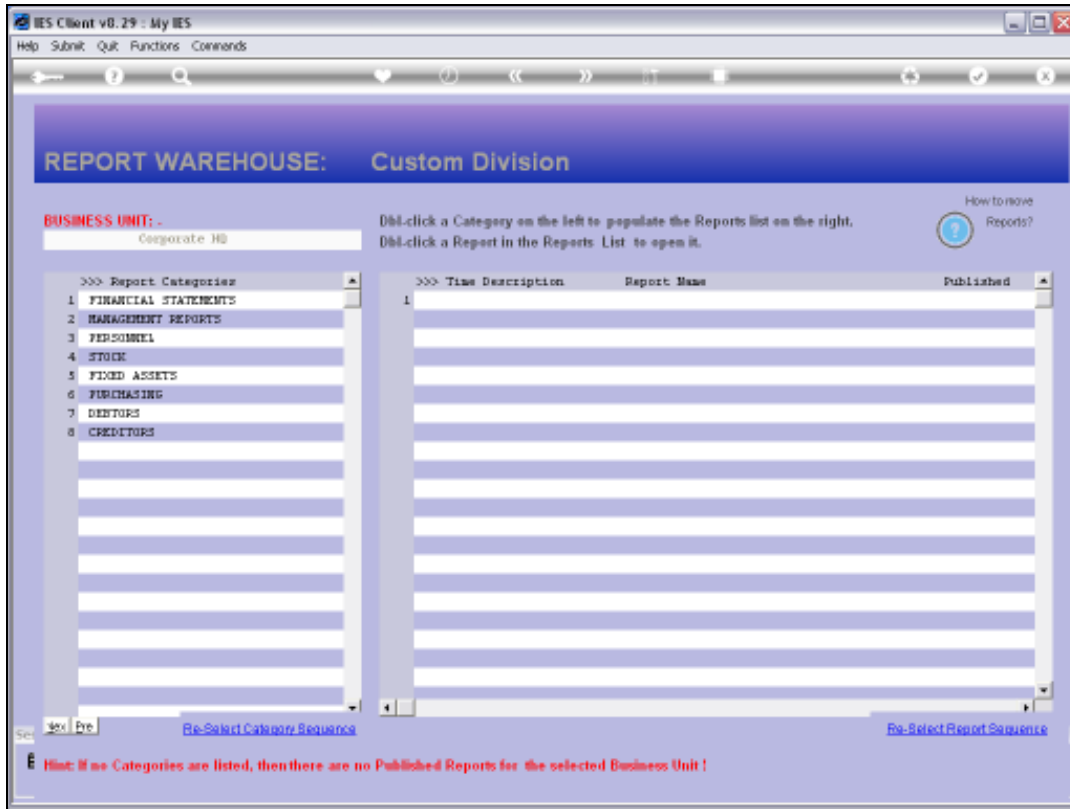 IES Client v8.29 : My IES
Help Submit Quit Functions Commands
REPORT WAREHOUSE: Custom Division
How to move
Reports?
BUSINESS UNIT: -
Corporate HQ
Dbl-click a Category on the left to populate the Reports list on the right.
Dbl-click a Report in the Reports List to open it.
>>> Report Categories
1 FINANCIAL STATEMENTS
2 MANAGEMENT REPORTS
3 PERSONNEL
4 STOCK
5 FIXED ASSETS
6 PURCHASING
7 DEBTORS
8 CREDITORS
>>> Time Description Report Name Published
1
Nex Pre
Re-Select Category Sequence
Re-Select Report Sequence
Hint: If no Categories are listed, then there are no Published Reports for the selected Business Unit !